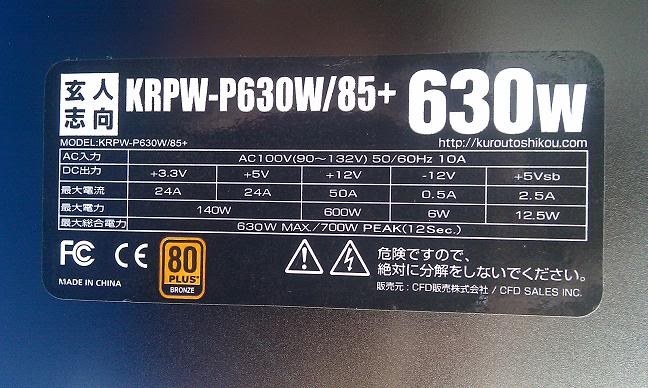 玄人
志向
KRPW-P630W/85+ 630W
MODEL:KRPW-P630W/85+ http://kuroutoshikou.com
AC入力 AC100V(90～132V) 50/60Hz 10A
DC出力 +3.3V +5V +12V -12V +5Vsb
最大電流 24A 24A 50A 0.5A 2.5A
最大電力 140W 600W 6W 12.5W
最大総合電力 630W MAX./700W PEAK(12Sec.)
FC CE 80 PLUS BRONZE
危険ですので、
絶対に分解をしないでください。
MADE IN CHINA 販売元：CFD販売株式会社 / CFD SALES INC.